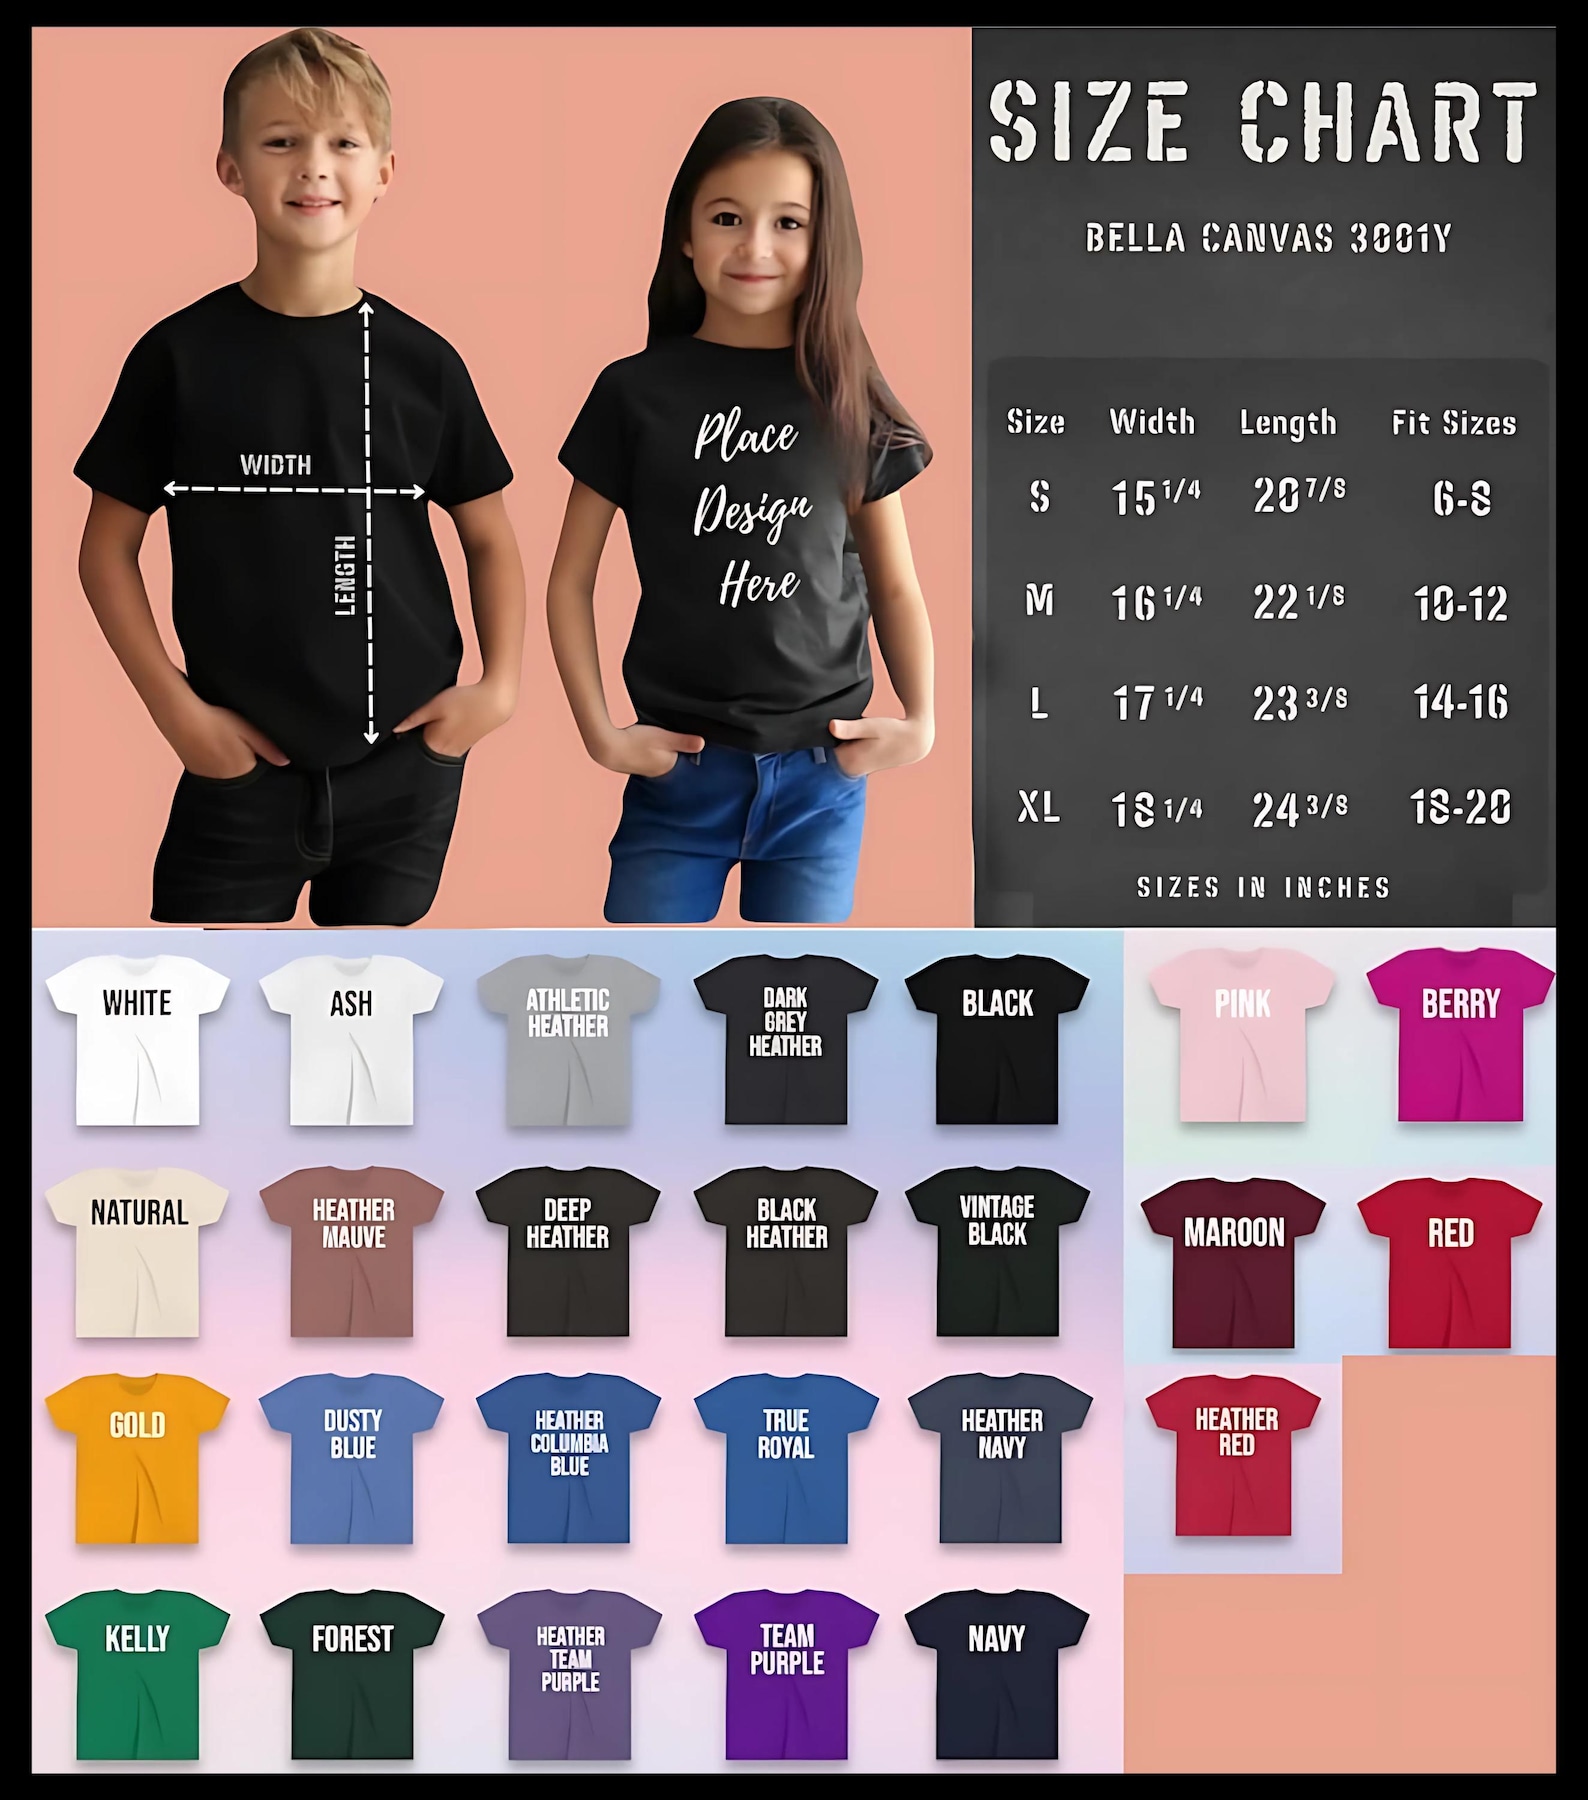 SIZE CHART
BELLA CANVAS 3001Y
Size Width Length Fit Sizes
S 15 1/4 20 7/8 6-8
M 16 1/4 22 1/8 10-12
L 17 1/4 23 3/8 14-16
XL 18 1/4 24 3/8 18-20
SIZES IN INCHES
WIDTH
LENGTH
Place
Design
Here
WHITE
ASH
ATHLETIC
HEATHER
DARK
GREY
HEATHER
BLACK
PINK
BERRY
NATURAL
HEATHER
MAUVE
DEEP
HEATHER
BLACK
HEATHER
VINTAGE
BLACK
MAROON
RED
GOLD
DUSTY
BLUE
HEATHER
COLUMBIA
BLUE
TRUE
ROYAL
HEATHER
NAVY
HEATHER
RED
KELLY
FOREST
HEATHER
TEAM
PURPLE
TEAM
PURPLE
NAVY